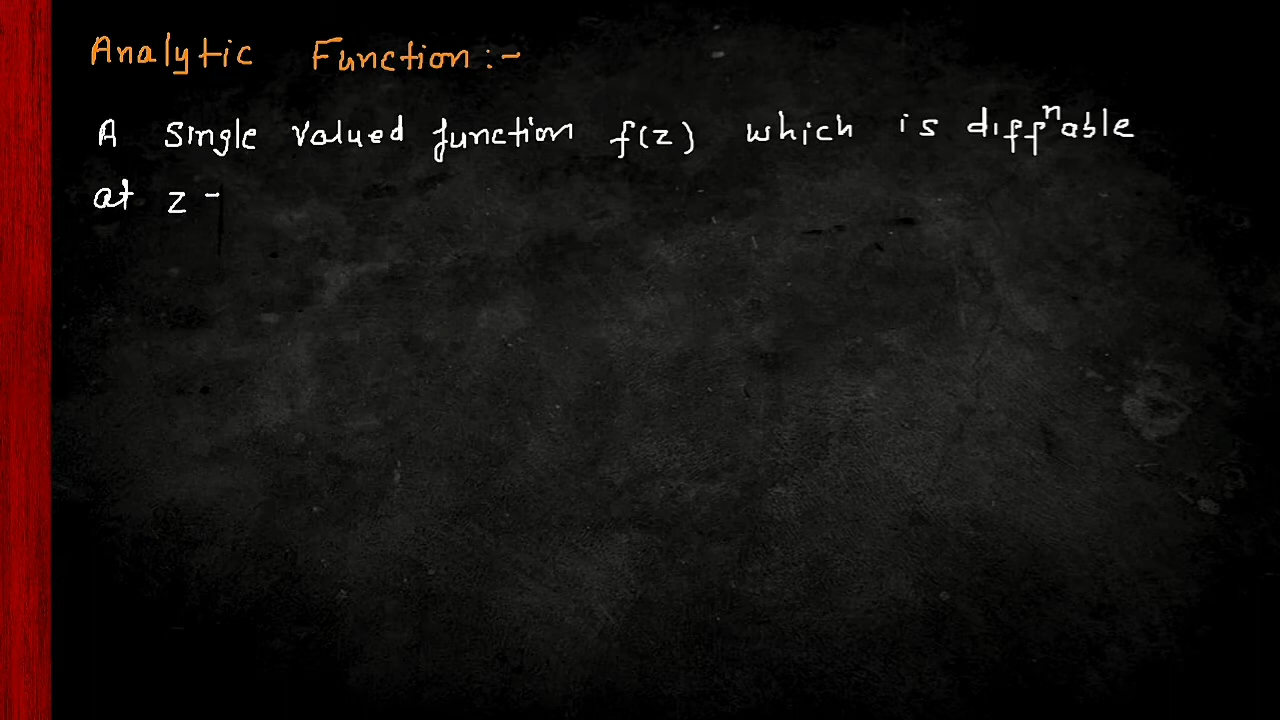 Analytic Function :-
A single valued function f(z) which is diffⁿable
at z -